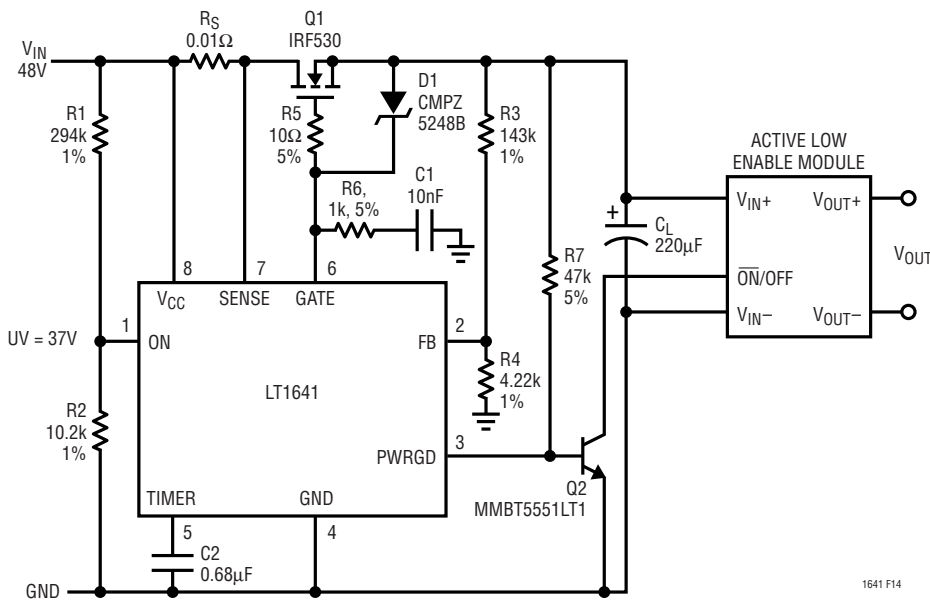 RS
0.01Ω
Q1
IRF530
VIN
48V
D1
CMPZ
5248B
R1
294k
1%
R5
10Ω
5%
R3
143k
1%
ACTIVE LOW
ENABLE MODULE
R6,
1k, 5%
C1
10nF
VIN+
VOUT+
+
CL
220µF
R7
47k
5%
VOUT
ON/OFF
8
7
6
VCC
SENSE
GATE
VIN–
VOUT–
UV = 37V
1
ON
FB
2
LT1641
R4
4.22k
1%
R2
10.2k
1%
PWRGD
3
Q2
MMBT5551LT1
TIMER
GND
5
4
C2
0.68µF
GND
1641 F14